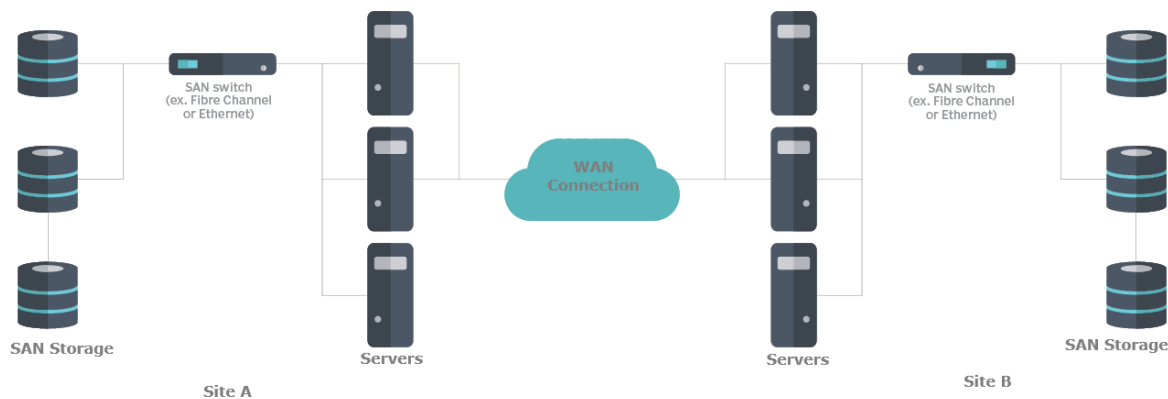 SAN switch
(ex. Fibre Channel
or Ethernet)
SAN switch
(ex. Fibre Channel
or Ethernet)
WAN
Connection
SAN Storage
Servers
Servers
SAN Storage
Site A
Site B